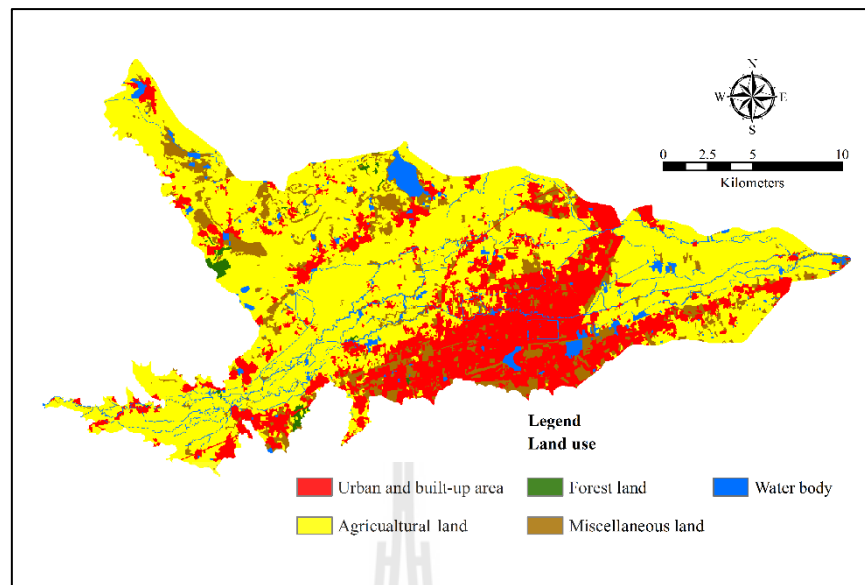 N
W E
S
0 2.5 5 10
Kilometers
Legend
Land use
Urban and built-up area Forest land Water body
Agricualtural land Miscellaneous land